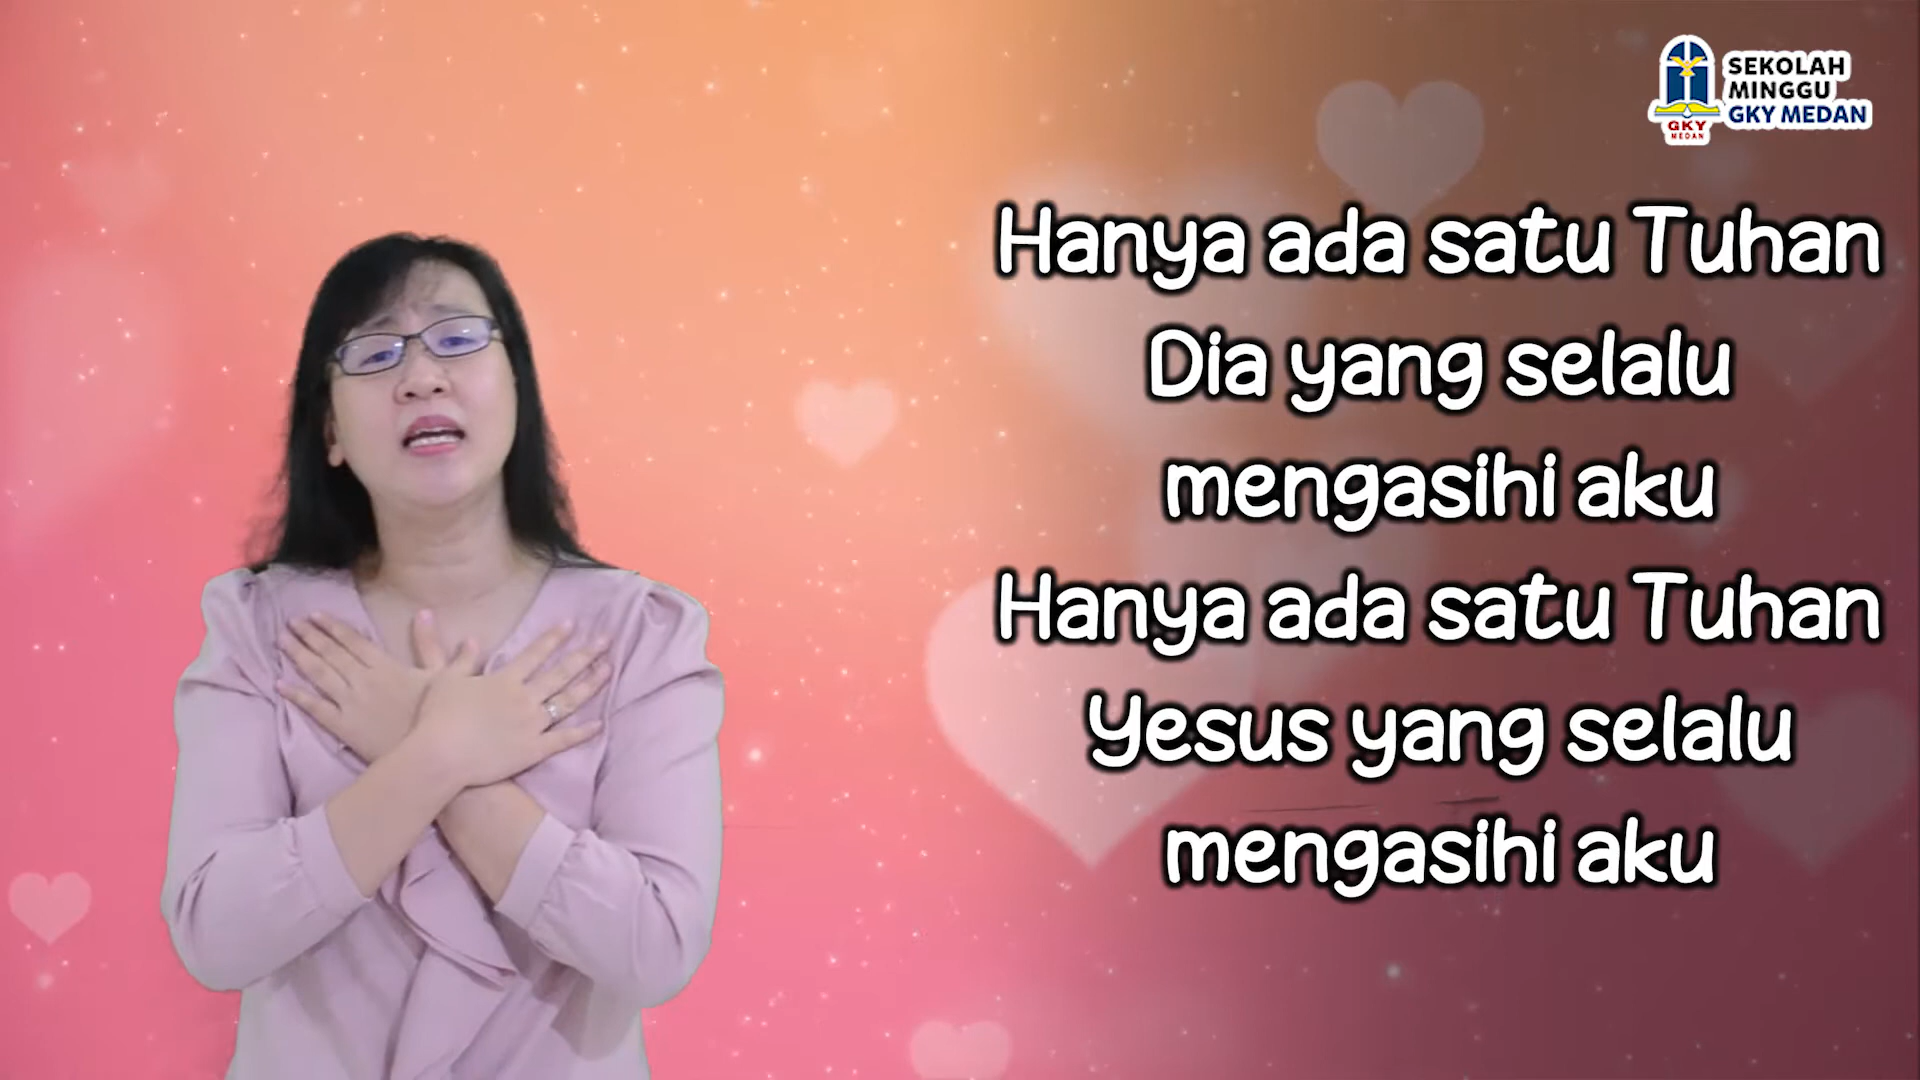 SEKOLAH
MINGGU
GKY MEDAN
GKY
MEDAN
Hanya ada satu Tuhan
Dia yang selalu
mengasihi aku
Hanya ada satu Tuhan
Yesus yang selalu
mengasihi aku